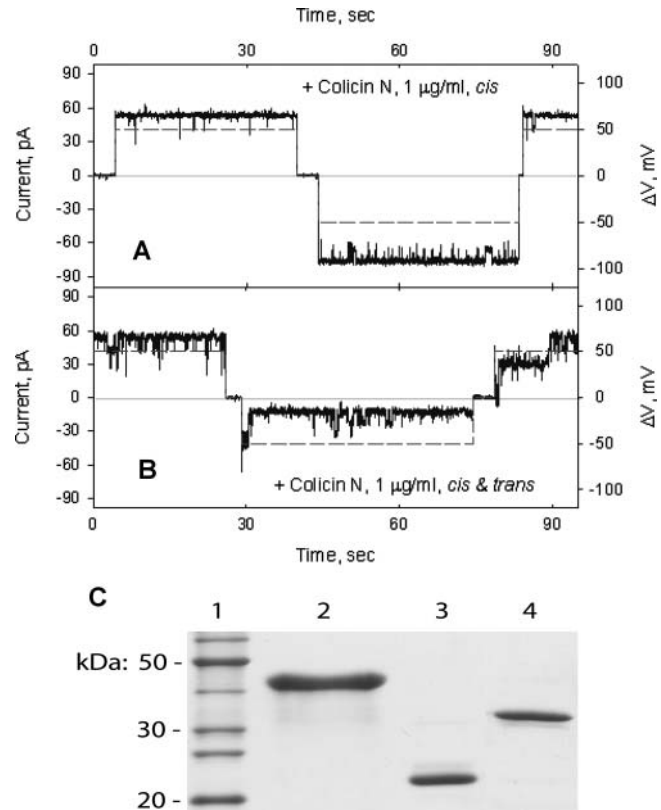 Time, sec
0 30 60 90
90
60
30
0
-30
-60
-90
Current, pA
+ Colicin N, 1 µg/ml, cis
A
100
50
0
-50
-100
ΔV, mV
90
60
30
0
-30
-60
-90
Current, pA
B
+ Colicin N, 1 µg/ml, cis & trans
100
50
0
-50
-100
ΔV, mV
0 30 60 90
Time, sec
C
1 2 3 4
kDa: 50 -
30 -
20 -